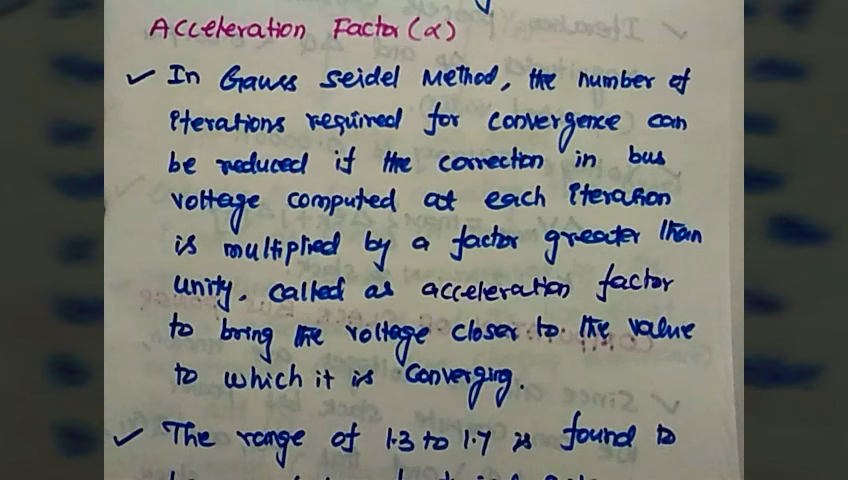 Acceleration Factor (α)
✓ In Gauss Seidel Method, the number of
iterations required for convergence can
be reduced if the correction in bus
voltage computed at each iteration
is multiplied by a factor greater than
unity. called as acceleration factor
to bring the voltage closer to the value
to which it is converging.
✓ The range of 1.3 to 1.7 is found to